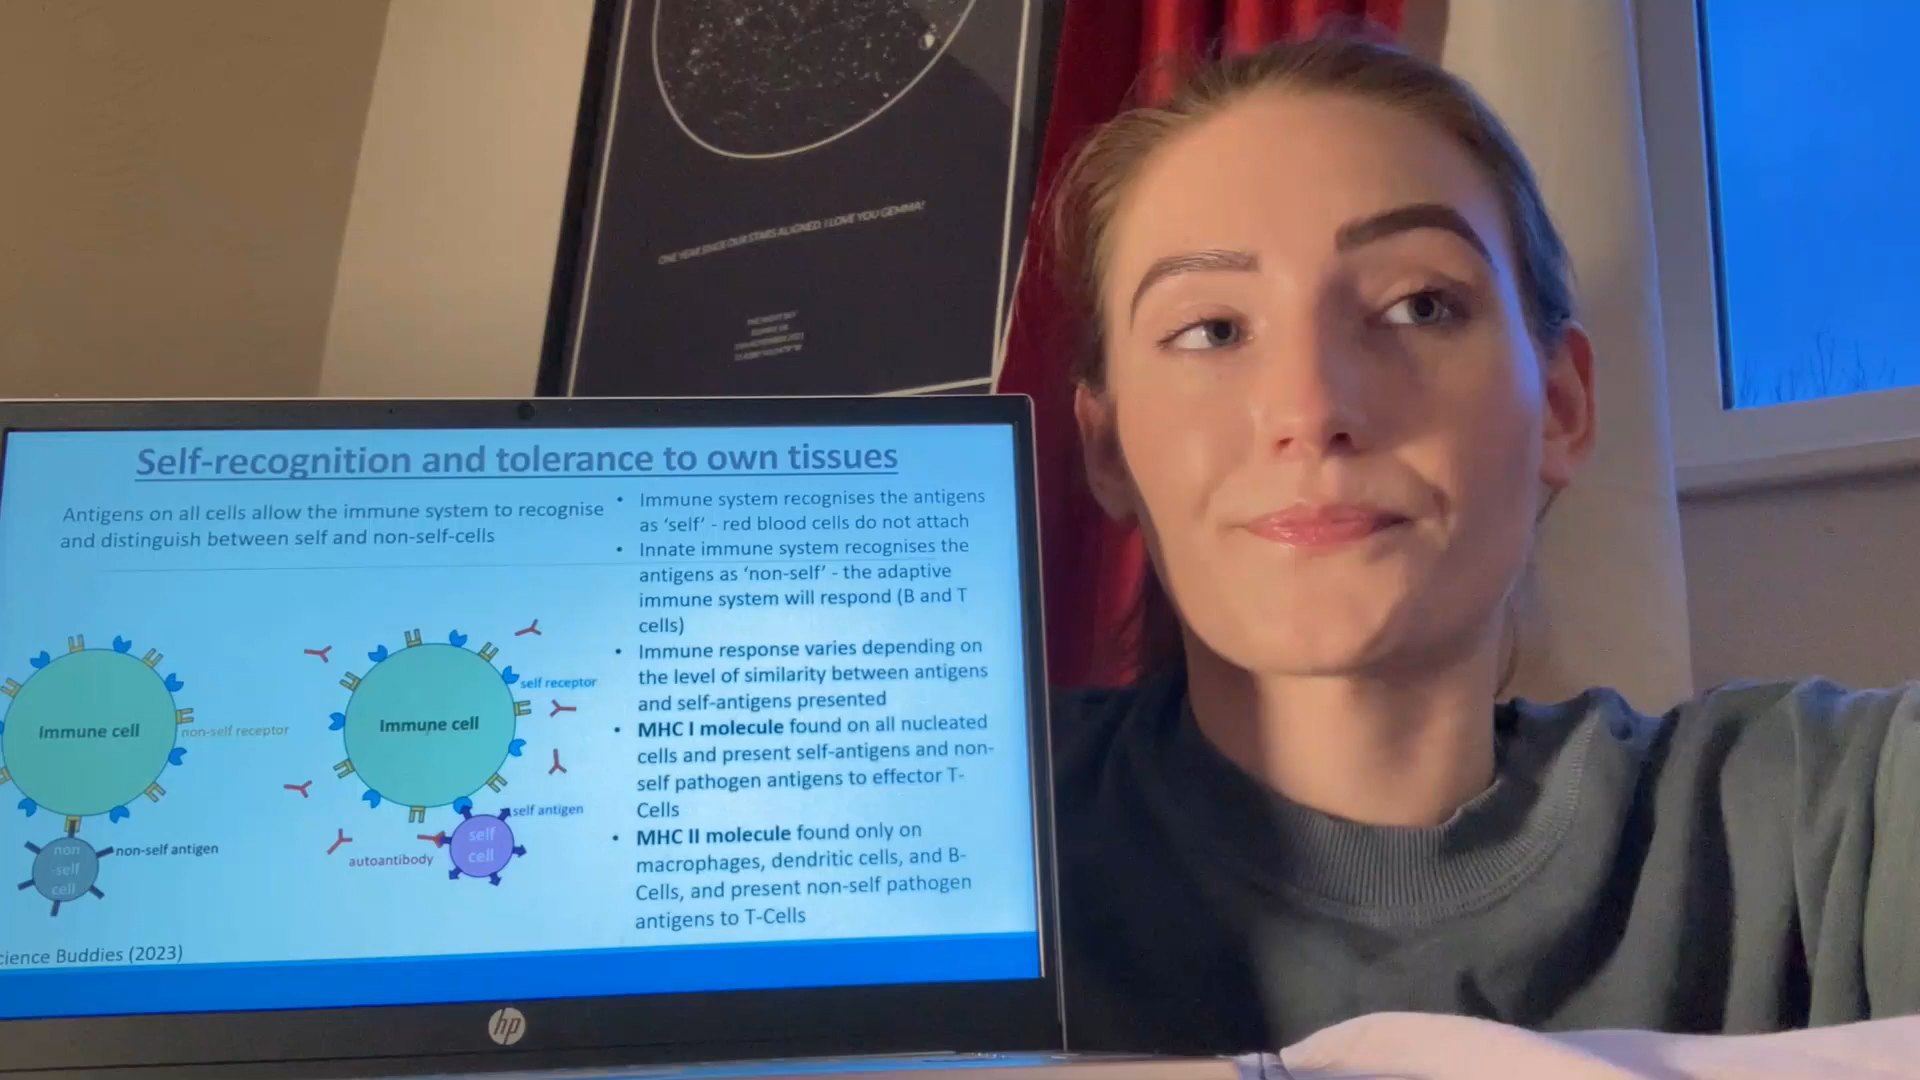 ONE YEAR SINCE OUR STARS ALIGNED. I LOVE YOU GEMMA!
THE NIGHT SKY
Self-recognition and tolerance to own tissues
Antigens on all cells allow the immune system to recognise
and distinguish between self and non-self-cells
Immune cell
non-self receptor
non
-self
cell
non-self antigen
Immune cell
self receptor
self antigen
self
cell
autoantibody
cience Buddies (2023)
• Immune system recognises the antigens
as ‘self’ - red blood cells do not attach
• Innate immune system recognises the
antigens as ‘non-self’ - the adaptive
immune system will respond (B and T
cells)
• Immune response varies depending on
the level of similarity between antigens
and self-antigens presented
• MHC I molecule found on all nucleated
cells and present self-antigens and non-
self pathogen antigens to effector T-
Cells
• MHC II molecule found only on
macrophages, dendritic cells, and B-
Cells, and present non-self pathogen
antigens to T-Cells
hp